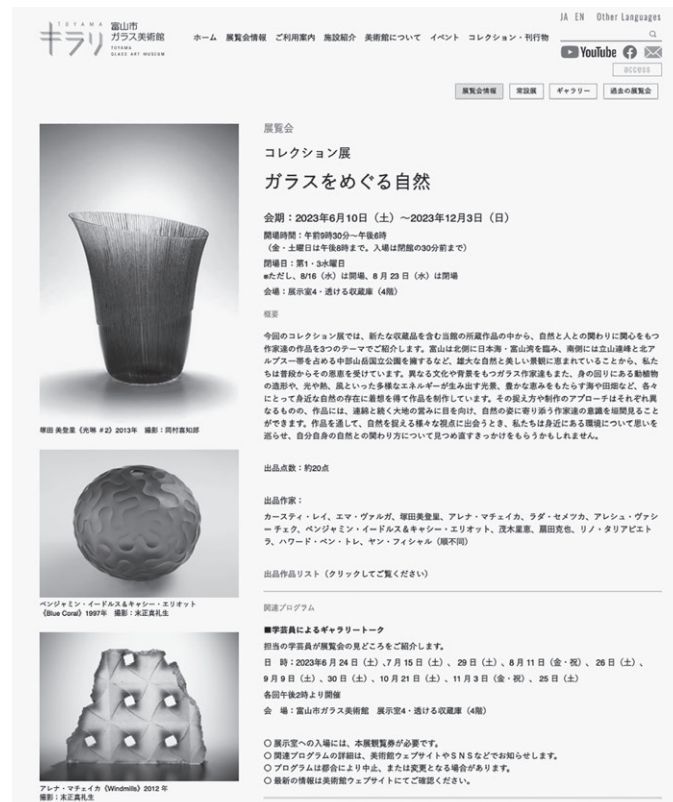 JA EN Other Languages
TOYAMA
キラリ
富山市
ガラス美術館
TOYAMA
GLASS ART MUSEUM
ホーム 展覧会情報 ご利用案内 施設紹介 美術館について イベント コレクション・刊行物
YouTube
access
展覧会情報 常設展 ギャラリー 過去の展覧会
展覧会
コレクション展
ガラスをめぐる自然
会期：2023年6月10日（土）～2023年12月3日（日）
開場時間：午前9時30分～午後6時
（金・土曜日は午後8時まで。入場は閉館の30分前まで）
閉場日：第1・3水曜日
※ただし、8/16（水）は開場、8 月 23 日（水）は閉場
会場：展示室4・透ける収蔵庫（4階）
概要
今回のコレクション展では、新たな収蔵品を含む当館の所蔵作品の中から、自然と人との関わりに関心をもつ
作家達の作品を3つのテーマでご紹介します。富山は北側に日本海・富山湾を臨み、南側には立山連峰と北ア
ルプス一帯を占める中部山岳国立公園を擁するなど、雄大な自然と美しい景観に恵まれていることから、私た
ちは普段からその恩恵を受けています。異なる文化や背景をもつガラス作家達もまた、身の回りにある動植物
の造形や、光や熱、風といった多様なエネルギーが生み出す光景、豊かな恵みをもたらす海や田畑など、各々
にとって身近な自然の存在に着想を得て作品を制作しています。その捉え方や制作のアプローチはそれぞれ異
なるものの、作品には、連綿と続く大地の営みに目を向け、自然の姿に寄り添う作家達の意識を垣間見ること
ができます。作品を通して、自然を捉える様々な視点に出会うとき、私たちは身近にある環境について思いを
巡らせ、自分自身の自然との関わり方について見つめ直すきっかけをもらうかもしれません。
出品点数：約20点
出品作家：
カースティ・レイ、エマ・ヴァルガ、塚田美登里、アレナ・マチェイカ、ラダ・セメツカ、アレシュ・ヴァシ
ーチェク、ベンジャミン・イードルス＆キャシー・エリオット、茂木里恵、扇田克也、リノ・タリアピエト
ラ、ハワード・ベン・トレ、ヤン・フィシャル（順不同）
出品作品リスト（クリックしてご覧ください）
関連プログラム
■学芸員によるギャラリートーク
担当の学芸員が展覧会の見どころをご紹介します。
日 時：2023年6 月 24 日（土）、7 月 15 日（土）、 29 日（土）、8 月 11 日（金・祝）、 26 日（土）、
9 月 9 日（土）、30 日（土）、10 月 21 日（土）、11 月 3 日（金・祝）、 25 日（土）
各回午後2時より開催
会 場：富山市ガラス美術館 展示室4・透ける収蔵庫（4階）
○ 展示室への入場には、本展観覧券が必要です。
○ 関連プログラムの詳細は、美術館ウェブサイトやSNSなどでお知らせします。
○ プログラムは都合により中止、または変更となる場合があります。
○ 最新の情報は美術館ウェブサイトにてご確認ください。
塚田 美登里《光琳 ＃2》2013年 撮影：岡村喜知郎
ベンジャミン・イードルス＆キャシー・エリオット
《Blue Coral》1997年 撮影：末正真礼生
アレナ・マチェイカ《Windmills》2012 年
撮影：末正真礼生